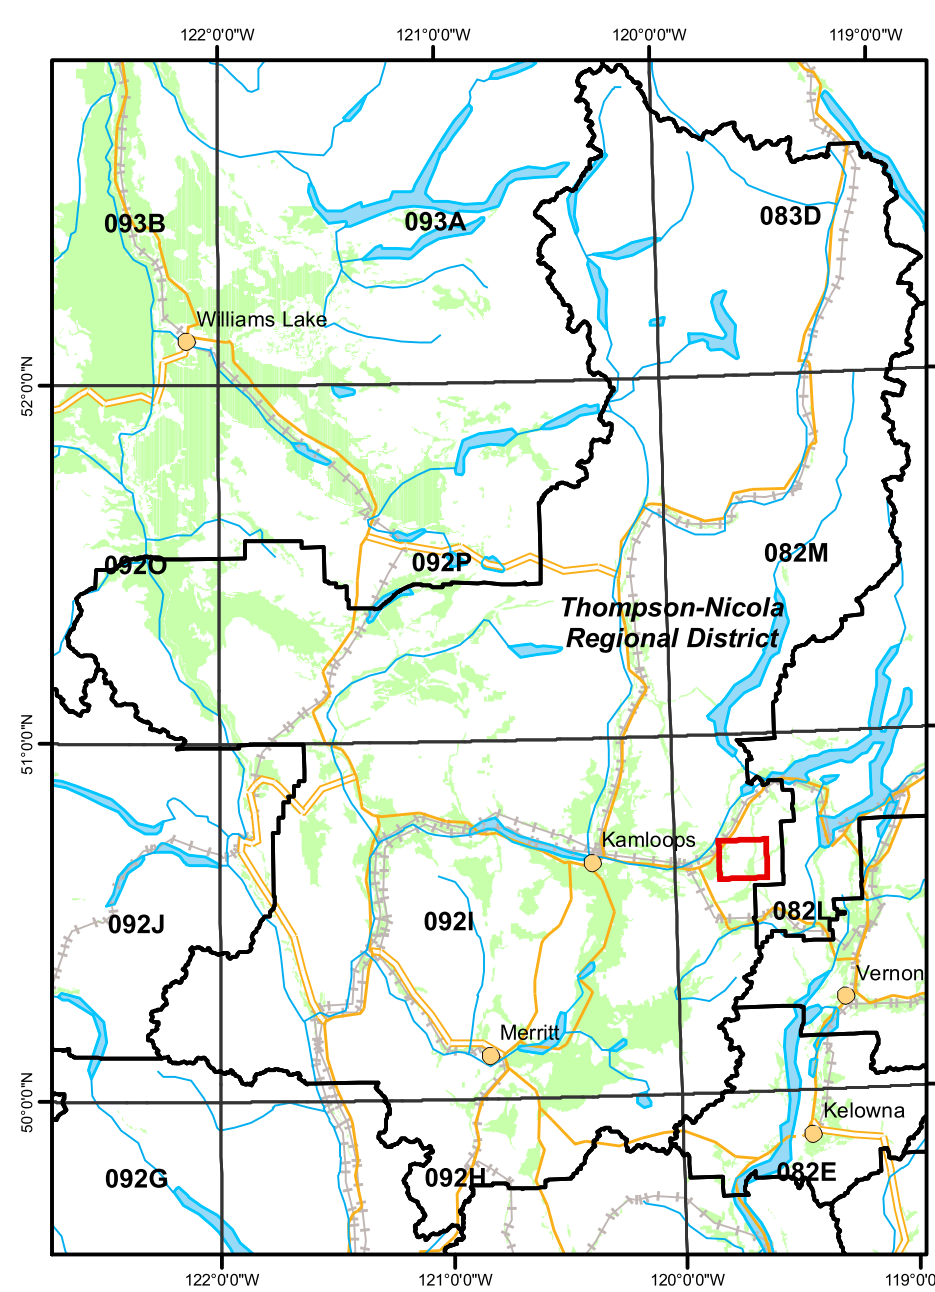 122°0'0"W
121°0'0"W
120°0'0"W
119°0'0"W
093B
093A
083D
Williams Lake
52°0'0"N
092O
092P
082M
Thompson-Nicola
Regional District
51°0'0"N
Kamloops
092J
092I
082L
Vernon
Merritt
50°0'0"N
Kelowna
092G
092H
082E
122°0'0"W
121°0'0"W
120°0'0"W
119°0'0"W